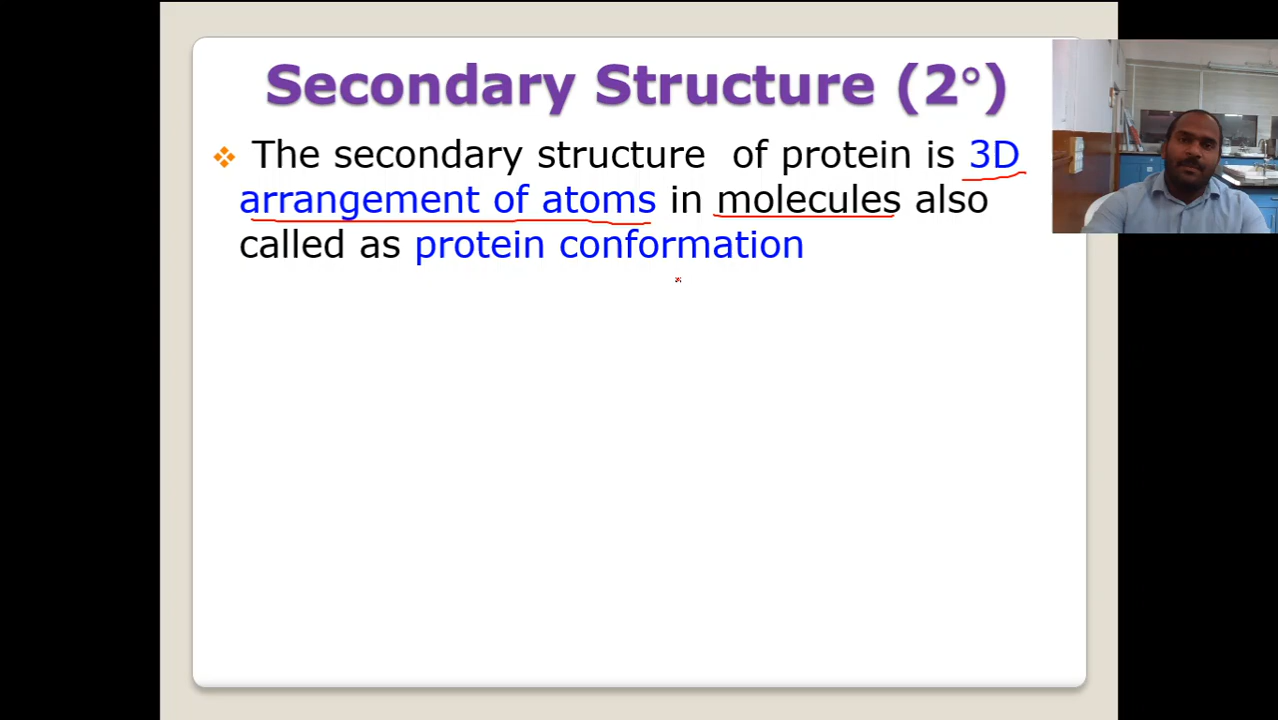 Secondary Structure (2°)
The secondary structure of protein is 3D
arrangement of atoms in molecules also
called as protein conformation